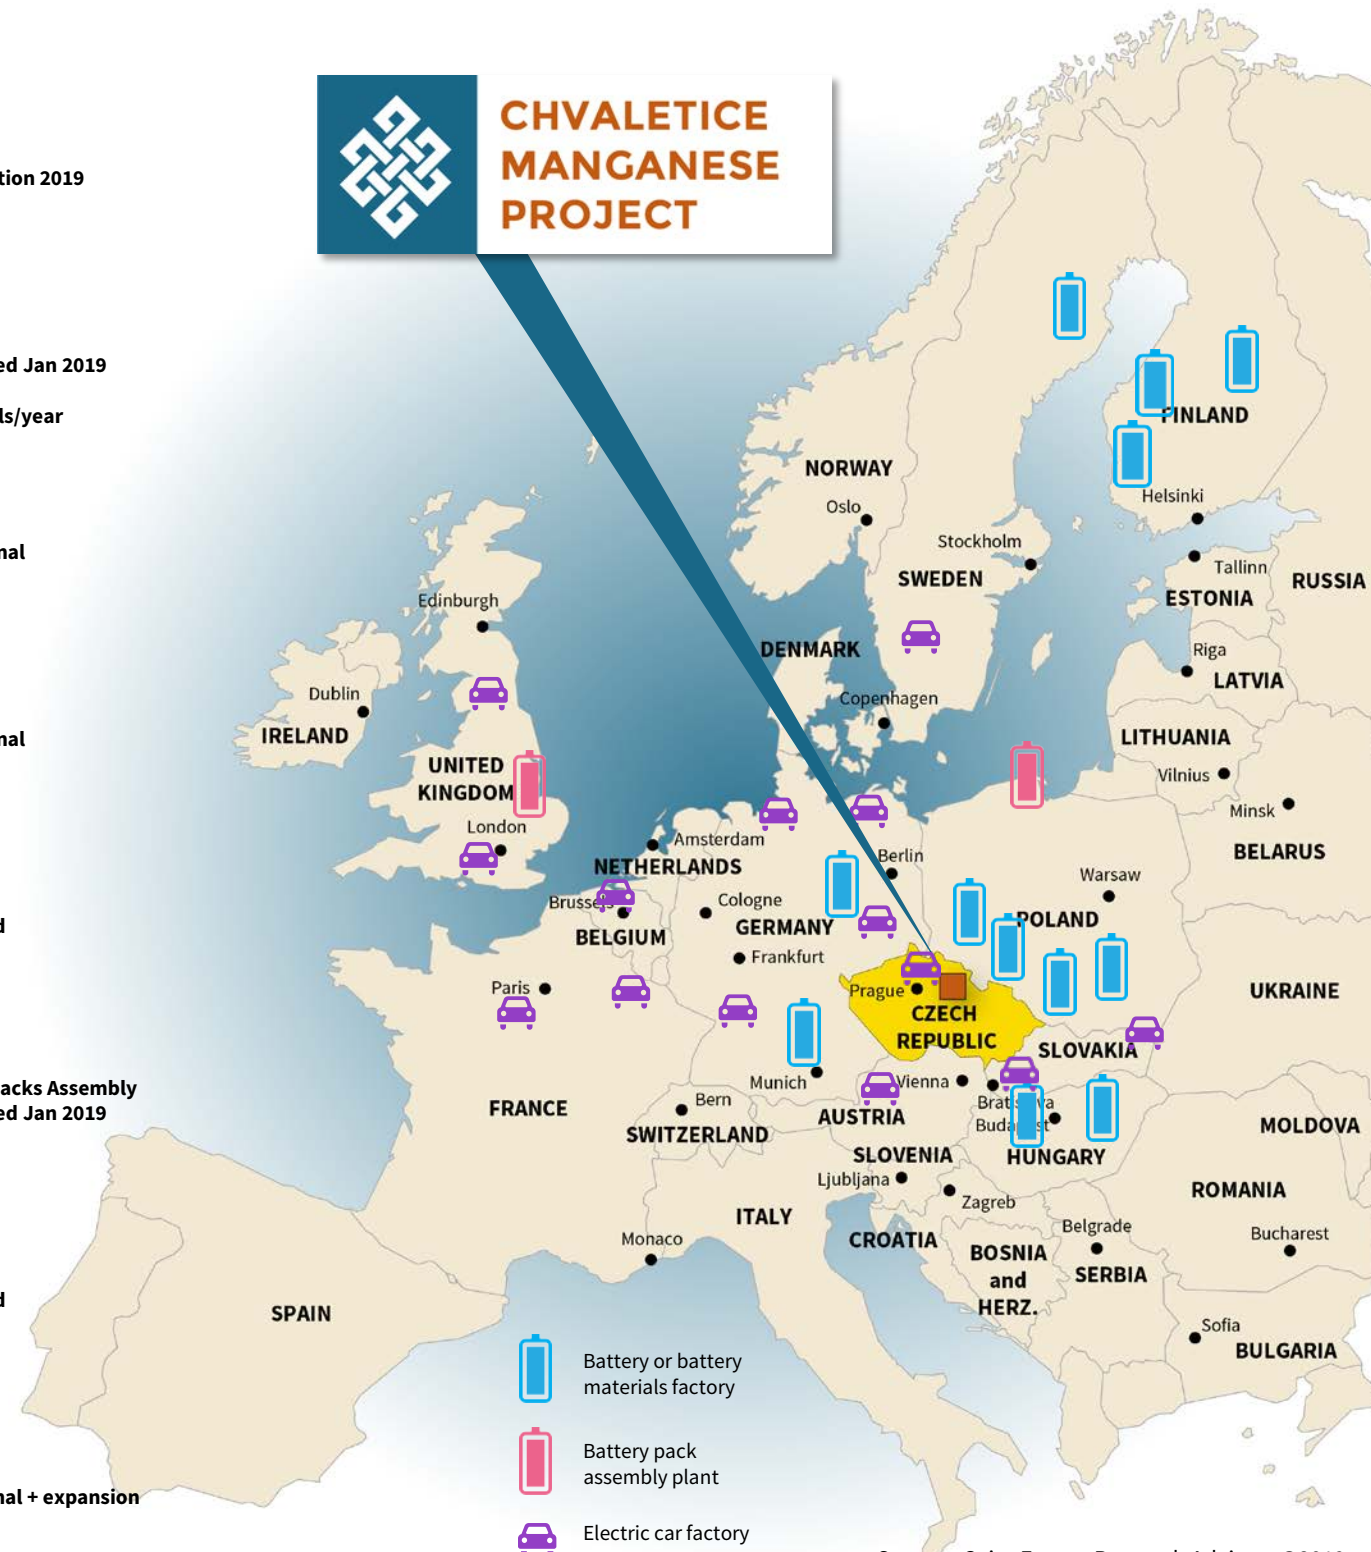 CHVALETICE
MANGANESE
PROJECT
tion 2019
ed Jan 2019
ls/year
nal
nal
d
acks Assembly
ed Jan 2019
d
nal + expansion
FINLAND
Helsinki
NORWAY
Oslo
Stockholm
SWEDEN
Tallinn
ESTONIA
RUSSIA
Edinburgh
DENMARK
Riga
LATVIA
Copenhagen
Dublin
IRELAND
LITHUANIA
Vilnius
UNITED
KINGDOM
Minsk
London
Amsterdam
NETHERLANDS
Berlin
BELARUS
Warsaw
Brussels
Cologne
GERMANY
POLAND
BELGIUM
Frankfurt
Paris
Prague
CZECH
REPUBLIC
UKRAINE
SLOVAKIA
Munich
Vienna
Bratislava
Budapest
FRANCE
Bern
SWITZERLAND
AUSTRIA
MOLDOVA
SLOVENIA
HUNGARY
Ljubljana
Zagreb
ROMANIA
ITALY
Monaco
CROATIA
Belgrade
Bucharest
BOSNIA
and
HERZ.
SERBIA
SPAIN
Sofia
BULGARIA
Battery or battery
materials factory
Battery pack
assembly plant
Electric car factory